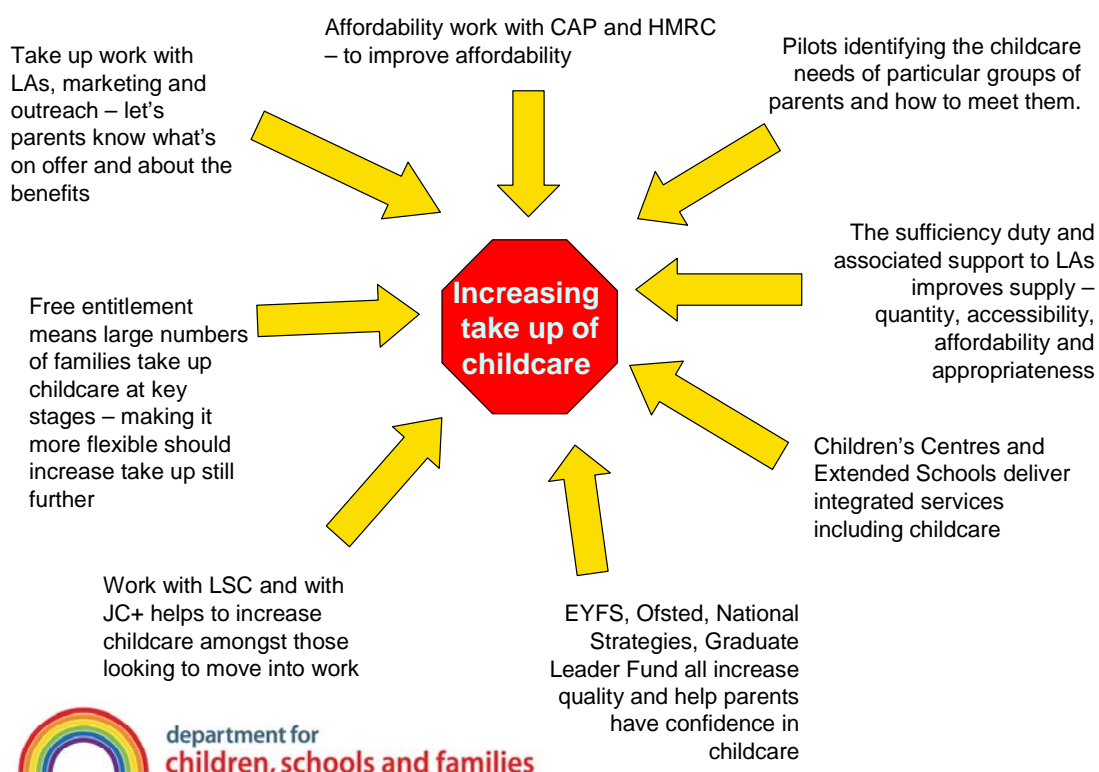 Affordability work with CAP and HMRC
– to improve affordability
Take up work with
LAs, marketing and
outreach – let's
parents know what's
on offer and about the
benefits
Pilots identifying the childcare
needs of particular groups of
parents and how to meet them.
The sufficiency duty and
associated support to LAs
improves supply –
quantity, accessibility,
affordability and
appropriateness
Increasing
take up of
childcare
Free entitlement
means large numbers
of families take up
childcare at key
stages – making it
more flexible should
increase take up still
further
Children's Centres and
Extended Schools deliver
integrated services
including childcare
Work with LSC and with
JC+ helps to increase
childcare amongst those
looking to move into work
EYFS, Ofsted, National
Strategies, Graduate
Leader Fund all increase
quality and help parents
have confidence in
childcare
department for
children, schools and families